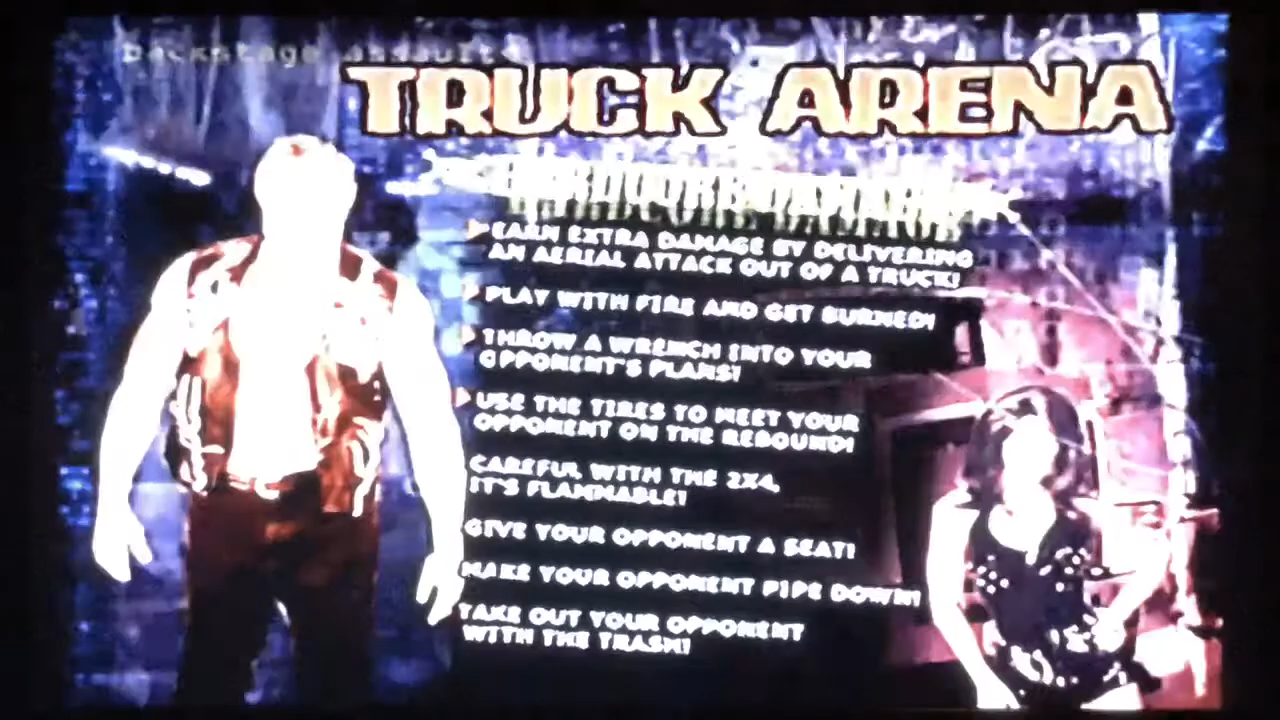 backstage assault
TRUCK ARENA
HARDCORE DAMAGE
EARN EXTRA DAMAGE BY DELIVERING
AN AERIAL ATTACK OUT OF A TRUCK!
PLAY WITH FIRE AND GET BURNED!
THROW A WRENCH INTO YOUR
OPPONENT'S PLANS!
USE THE TIRES TO MEET YOUR
OPPONENT ON THE REBOUND!
CAREFUL WITH THE 2X4,
IT'S FLAMMABLE!
GIVE YOUR OPPONENT A SEAT!
MAKE YOUR OPPONENT PIPE DOWN!
TAKE OUT YOUR OPPONENT
WITH THE TRASH!